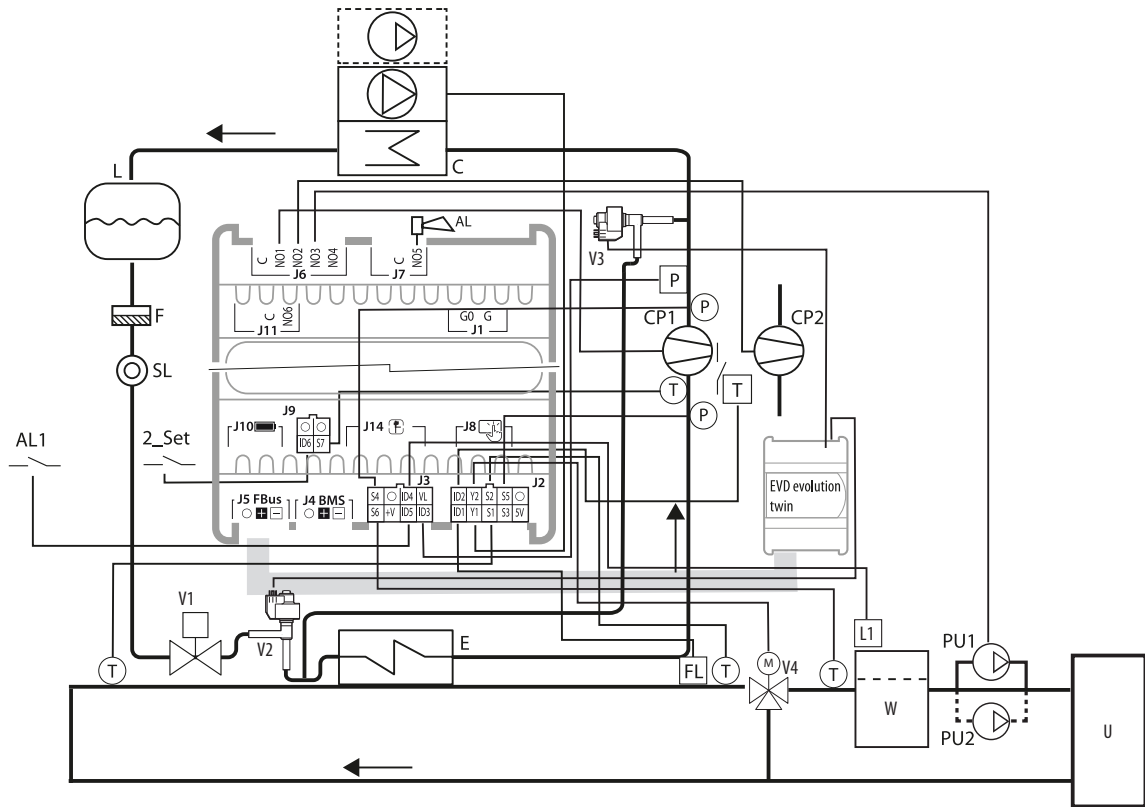 L
C
AL
C
NO1
NO2
NO3
NO4
J6
C
NO5
J7
V3
P
P
CP1
CP2
C
NO6
J11
G0 G
J1
F
SL
T
T
P
J9
J10
ID6 S7
J14
J8
AL1
2_Set
EVD evolution
twin
J3
J2
S4 ID4 VL
S6 +V ID5 ID3
ID2 Y2 S2 S5
ID1 Y1 S1 S3 5V
J5 FBus
J4 BMS
V1
V2
E
L1
PU1
T
FL
T
M
V4
T
W
PU2
U